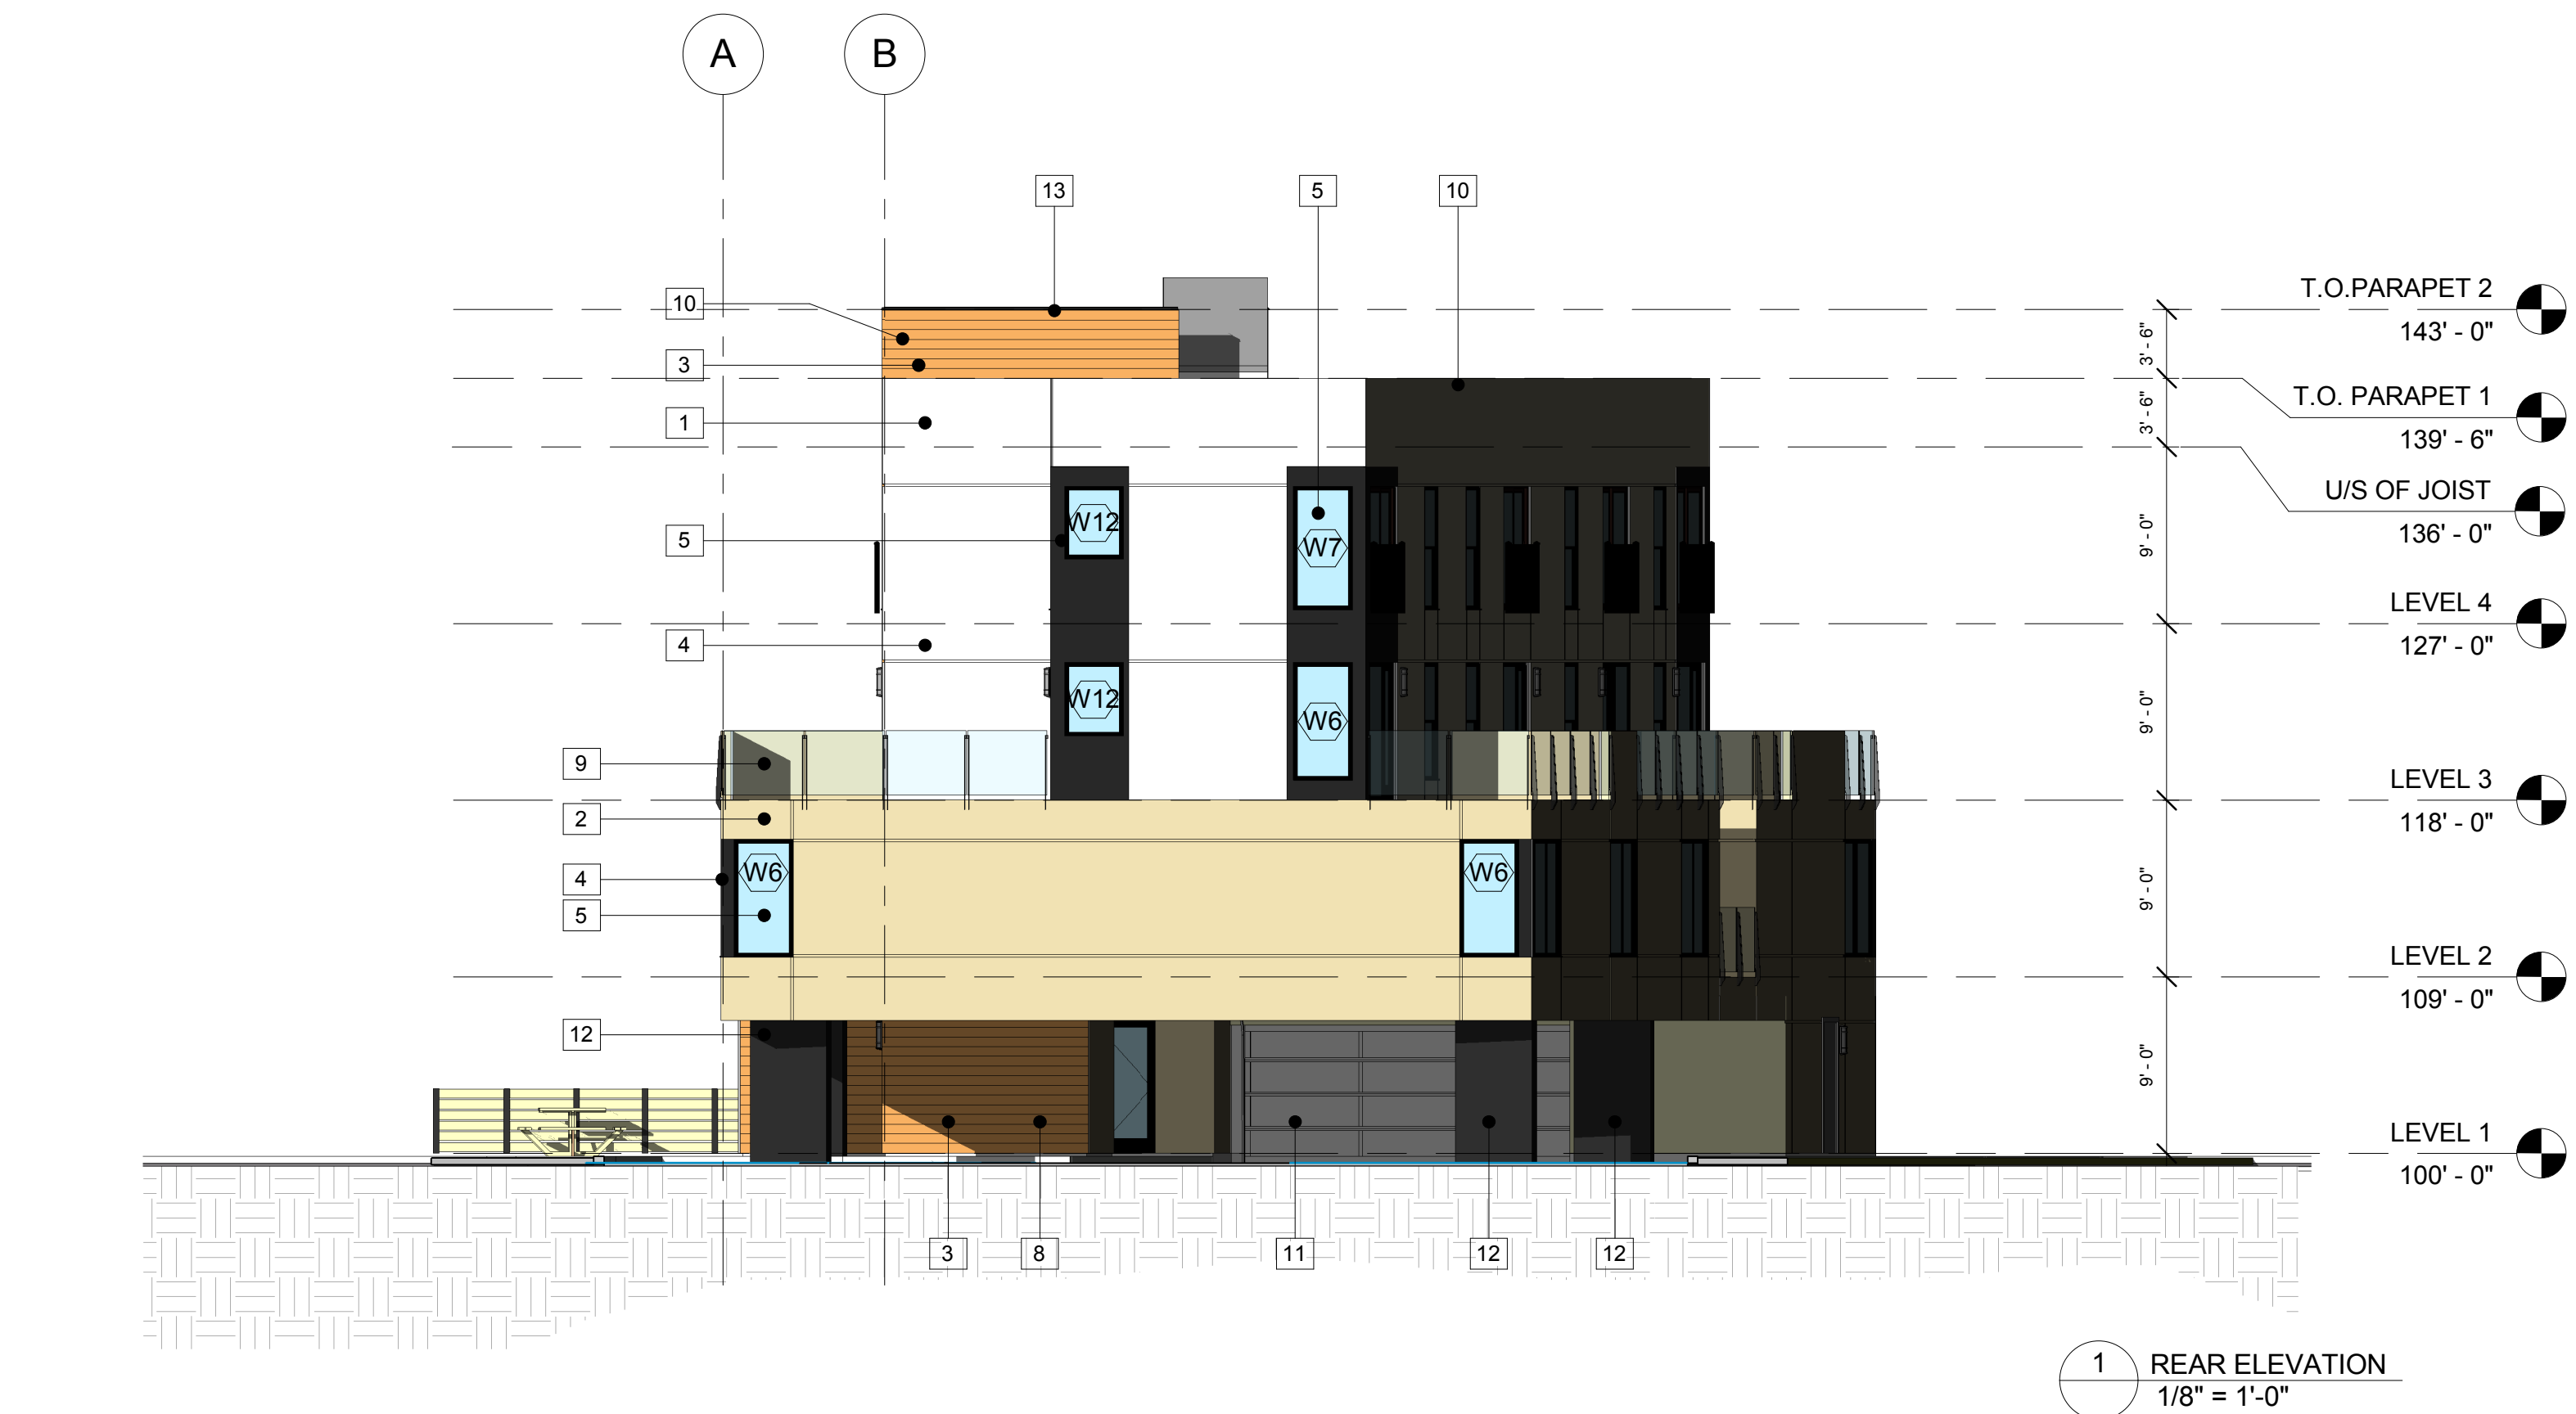 A
B
13
5
10
10
3
1
5
4
9
2
4
5
12
W12
W7
W12
W6
W6
W6
3
8
11
12
12
3' - 6"
3' - 6"
9' - 0"
9' - 0"
9' - 0"
9' - 0"
T.O.PARAPET 2
143' - 0"
T.O. PARAPET 1
139' - 6"
U/S OF JOIST
136' - 0"
LEVEL 4
127' - 0"
LEVEL 3
118' - 0"
LEVEL 2
109' - 0"
LEVEL 1
100' - 0"
1
REAR ELEVATION
1/8" = 1'-0"